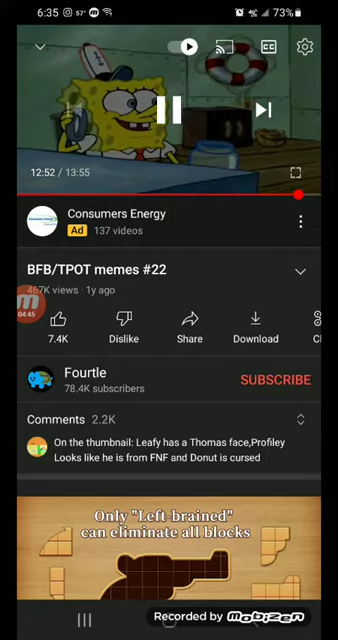 6:35 57° 73%
CC
12:52 / 13:55
Consumers Energy
Ad 137 videos
BFB/TPOT memes #22
467K views · 1y ago
04:45
7.4K Dislike Share Download
Fourtle
78.4K subscribers
SUBSCRIBE
Comments 2.2K
On the thumbnail: Leafy has a Thomas face,Profiley
Looks like he is from FNF and Donut is cursed
Only "Left-brained"
can eliminate all blocks
Recorded by mobizen